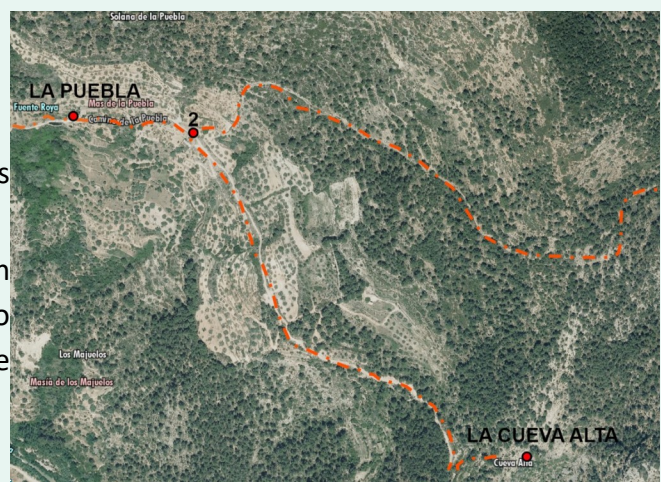 Solana de la Puebla
LA PUEBLA
Fuente Roya
Mas de la Puebla
Camino de la Puebla
2
s
n
o
e
Los Majuelos
Masía de los Majuelos
LA CUEVA ALTA
Cueva Alta